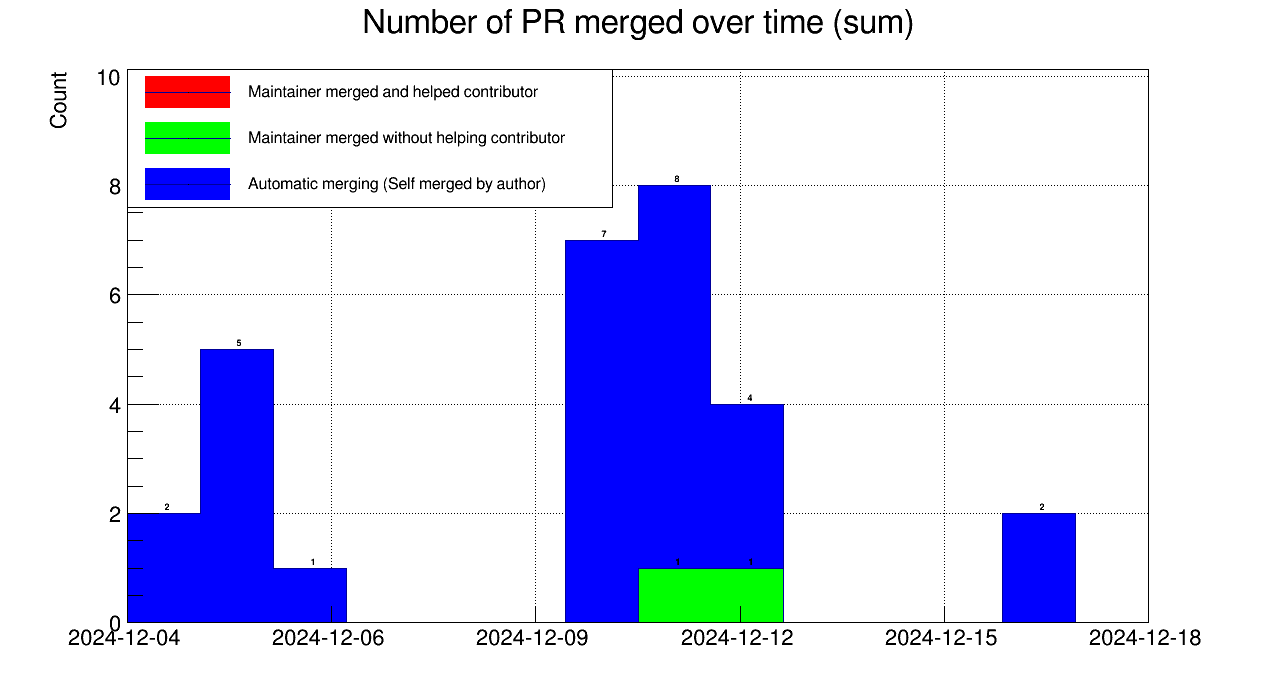 Number of PR merged over time (sum)
Count
10
Maintainer merged and helped contributor
Maintainer merged without helping contributor
8
Automatic merging (Self merged by author)
8
7
6
5
4
4
2
2
2
1
1
1
0
2024-12-04 2024-12-06 2024-12-09 2024-12-12 2024-12-15 2024-12-18